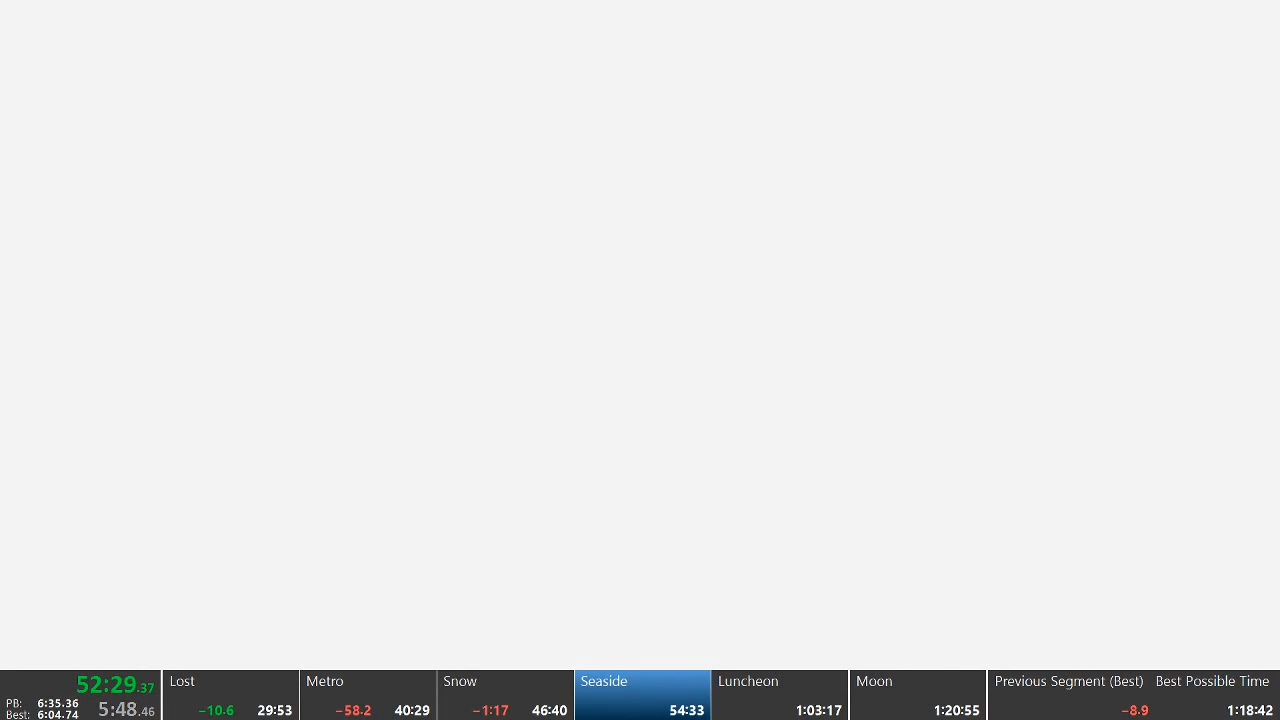 52:29.37
PB: 6:35.36
Best: 6:04.74
5:48.46
Lost
−10.6 29:53
Metro
−58.2 40:29
Snow
−1:17 46:40
Seaside
54:33
Luncheon
1:03:17
Moon
1:20:55
Previous Segment (Best)
−8.9
Best Possible Time
1:18:42